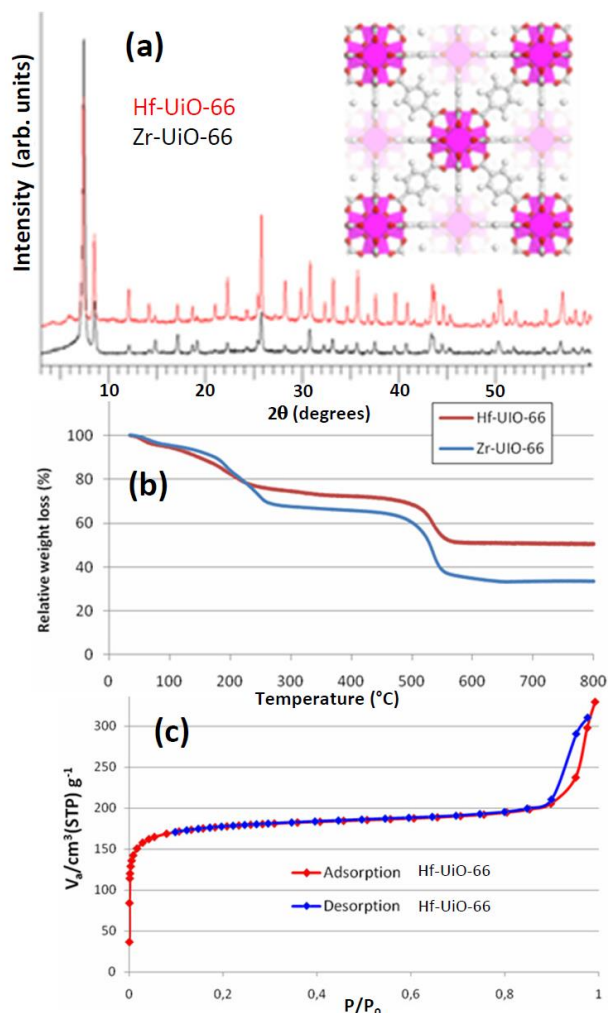 (a)
Hf-UiO-66
Zr-UiO-66
Intensity (arb. units)
10 20 30 40 50
2θ (degrees)
Hf-UIO-66
Zr-UIO-66
(b)
Relative weight loss (%)
100
80
60
40
20
0
0 100 200 300 400 500 600 700 800
Temperature (°C)
(c)
Vₐ/cm³(STP) g⁻¹
300
250
200
150
100
50
0
Adsorption Hf-UiO-66
Desorption Hf-UiO-66
0 0,2 0,4 0,6 0,8 1
P/P₀